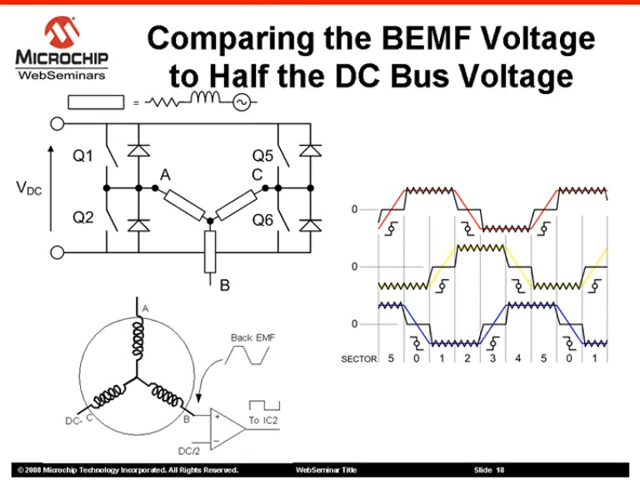 Comparing the BEMF Voltage
to Half the DC Bus Voltage
MICROCHIP
WebSeminars
=
Q1
Q5
A
C
VDC
Q2
Q6
B
0
0
0
SECTOR 5 0 1 2 3 4 5 0 1
A
Back EMF
DC-
C
B
+
To IC2
DC/2
–
© 2008 Microchip Technology Incorporated. All Rights Reserved.
WebSeminar Title
Slide 18